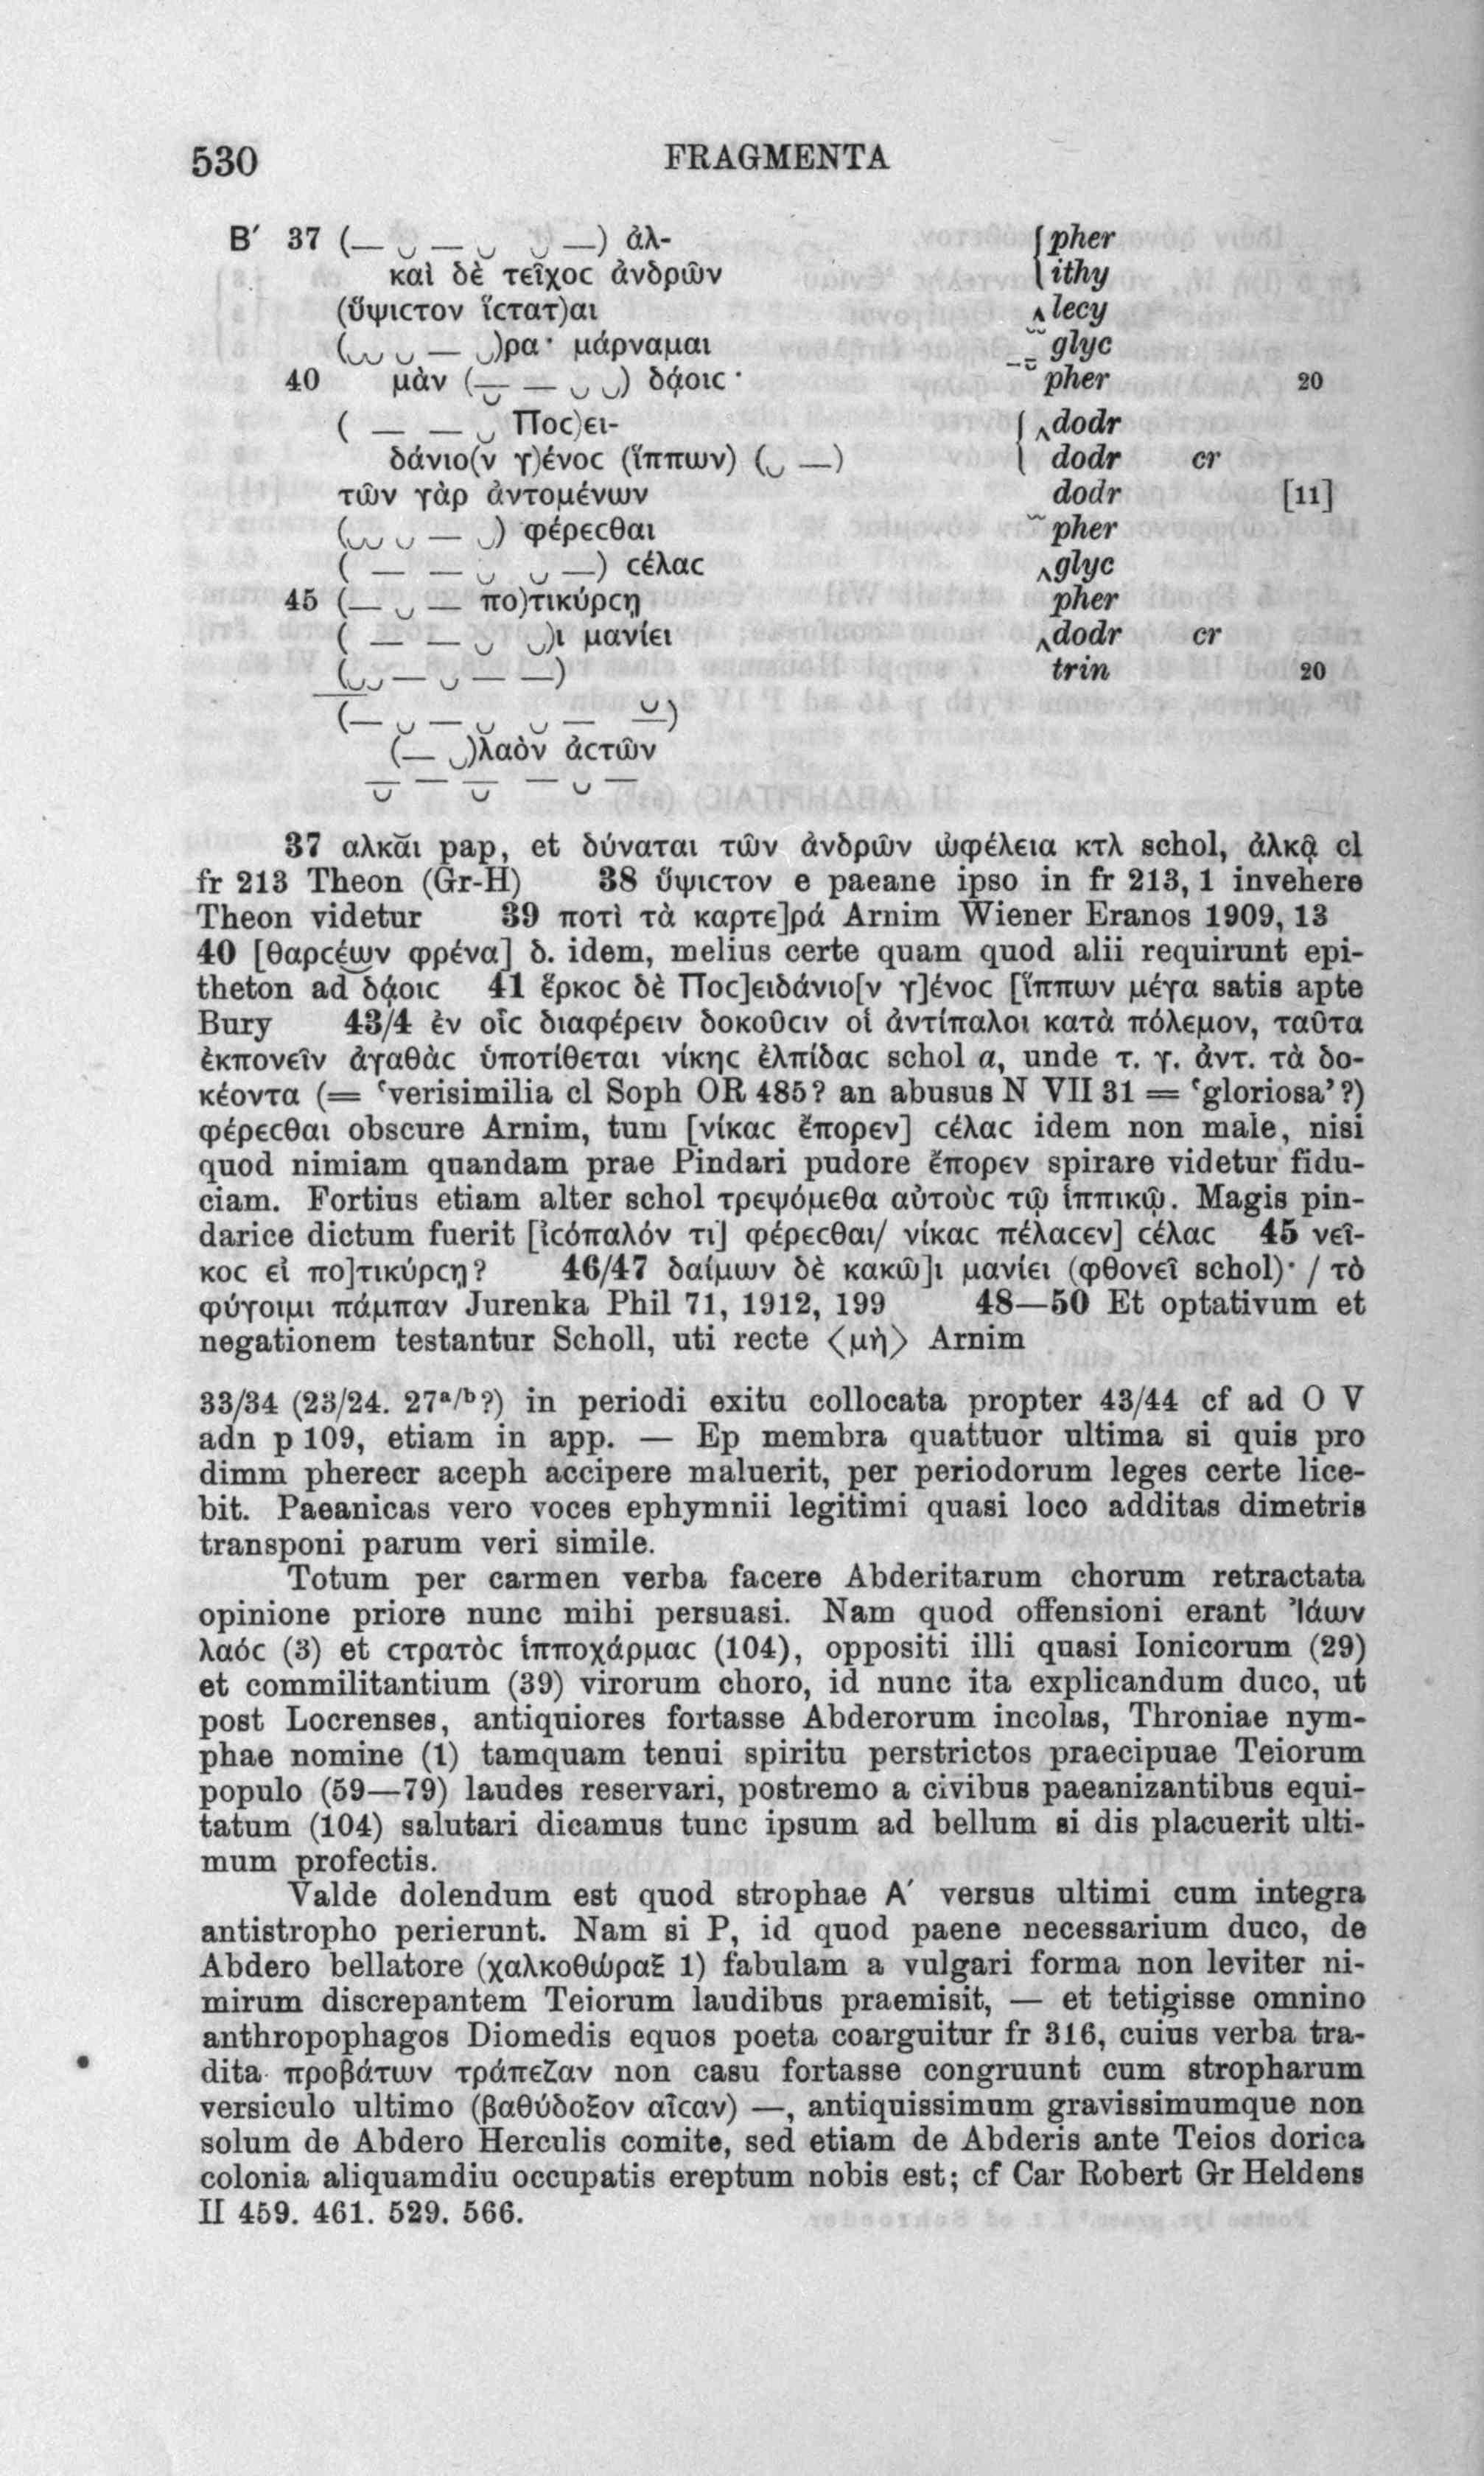 530 FRAGMENTA
Β′ 37 (— ◡ — ◡ ◡ —) ἀλ- { pher
καὶ δὲ τεῖχοϲ ἀνδρῶν { ithy
(ὕψιϲτον ἵϲτατ)αι ‸ lecy
(◡◡ ◡ — ◡)ρα· μάρναμαι ◡◡ glyc
40 μὰν (— — ◡ ◡) δᾴοιϲ· pher 20
( — — ◡ Ποϲ)ει- { ‸dodr
δάνιο(ν γ)ένοϲ (ἵππων) (◡ —) { dodr cr
τῶν γὰρ ἀντομένων dodr [11]
(◡◡ ◡ — ◡) φέρεϲθαι ◡◡ pher
( — — ◡ ◡ —) ϲέλαϲ ‸glyc
45 (— ◡ — πο)τικύρϲῃ pher
( — — ◡ ◡)ι μανίει ‸dodr cr
(◡◡ — ◡ — —) trin 20
(— ◡ — ◡ ◡ — ◡)
(— ◡)λαὸν ἀϲτῶν
37 αλκᾶι pap, et δύναται τῶν ἀνδρῶν ὠφέλεια κτλ schol, ἀλκᾷ cl
fr 213 Theon (Gr-H) 38 ὕψιϲτον e paeane ipso in fr 213, 1 invehere
Theon videtur 39 ποτὶ τὰ καρτε]ρά Arnim Wiener Eranos 1909, 13
40 [θαρϲέων φρένα] δ. idem, melius certe quam quod alii requirunt epi-
theton ad δᾴοιϲ 41 ἕρκοϲ δὲ Ποϲ]ειδάνιο[ν γ]ένοϲ [ἵππων μέγα satis apte
Bury 43/4 ἐν οἷϲ διαφέρειν δοκοῦϲιν οἱ ἀντίπαλοι κατὰ πόλεμον, ταῦτα
ἐκπονεῖν ἀγαθὰϲ ὑποτίθεται νίκηϲ ἐλπίδαϲ schol a, unde τ. γ. ἀντ. τὰ δο-
κέοντα (= ‘verisimilia cl Soph OR 485? an abusus N VII 31 = ‘gloriosa’?)
φέρεϲθαι obscure Arnim, tum [νίκαϲ ἔπορεν] ϲέλαϲ idem non male, nisi
quod nimiam quandam prae Pindari pudore ἔπορεν spirare videtur fidu-
ciam. Fortius etiam alter schol τρεψόμεθα αὐτοὺϲ τῷ ἱππικῷ. Magis pin-
darice dictum fuerit [ἰϲόπαλόν τι] φέρεϲθαι/ νίκαϲ πέλαϲεν] ϲέλαϲ 45 νεῖ-
κοϲ εἰ πο]τικύρϲῃ? 46/47 δαίμων δὲ κακῶ]ι μανίει (φθονεῖ schol)· / τὸ
φύγοιμι πάμπαν Jurenka Phil 71, 1912, 199 48—50 Et optativum et
negationem testantur Scholl, uti recte ⟨μὴ⟩ Arnim
33/34 (23/24. 27ᵃ/ᵇ?) in periodi exitu collocata propter 43/44 cf ad O V
adn p 109, etiam in app. — Ep membra quattuor ultima si quis pro
dimm pherecr aceph accipere maluerit, per periodorum leges certe lice-
bit. Paeanicas vero voces ephymnii legitimi quasi loco additas dimetris
transponi parum veri simile.
Totum per carmen verba facere Abderitarum chorum retractata
opinione priore nunc mihi persuasi. Nam quod offensioni erant Ἰάων
λαόϲ (3) et ϲτρατὸϲ ἱπποχάρμαϲ (104), oppositi illi quasi Ionicorum (29)
et commilitantium (39) virorum choro, id nunc ita explicandum duco, ut
post Locrenses, antiquiores fortasse Abderorum incolas, Throniae nym-
phae nomine (1) tamquam tenui spiritu perstrictos praecipuae Teiorum
populo (59—79) laudes reservari, postremo a civibus paeanizantibus equi-
tatum (104) salutari dicamus tunc ipsum ad bellum si dis placuerit ulti-
mum profectis.
Valde dolendum est quod strophae Α′ versus ultimi cum integra
antistropho perierunt. Nam si P, id quod paene necessarium duco, de
Abdero bellatore (χαλκοθώραξ 1) fabulam a vulgari forma non leviter ni-
mirum discrepantem Teiorum laudibus praemisit, — et tetigisse omnino
anthropophagos Diomedis equos poeta coarguitur fr 316, cuius verba tra-
dita προβάτων τράπεζαν non casu fortasse congruunt cum stropharum
versiculo ultimo (βαθύδοξον αἶϲαν) —, antiquissimum gravissimumque non
solum de Abdero Herculis comite, sed etiam de Abderis ante Teios dorica
colonia aliquamdiu occupatis ereptum nobis est; cf Car Robert Gr Heldens
II 459. 461. 529. 566.